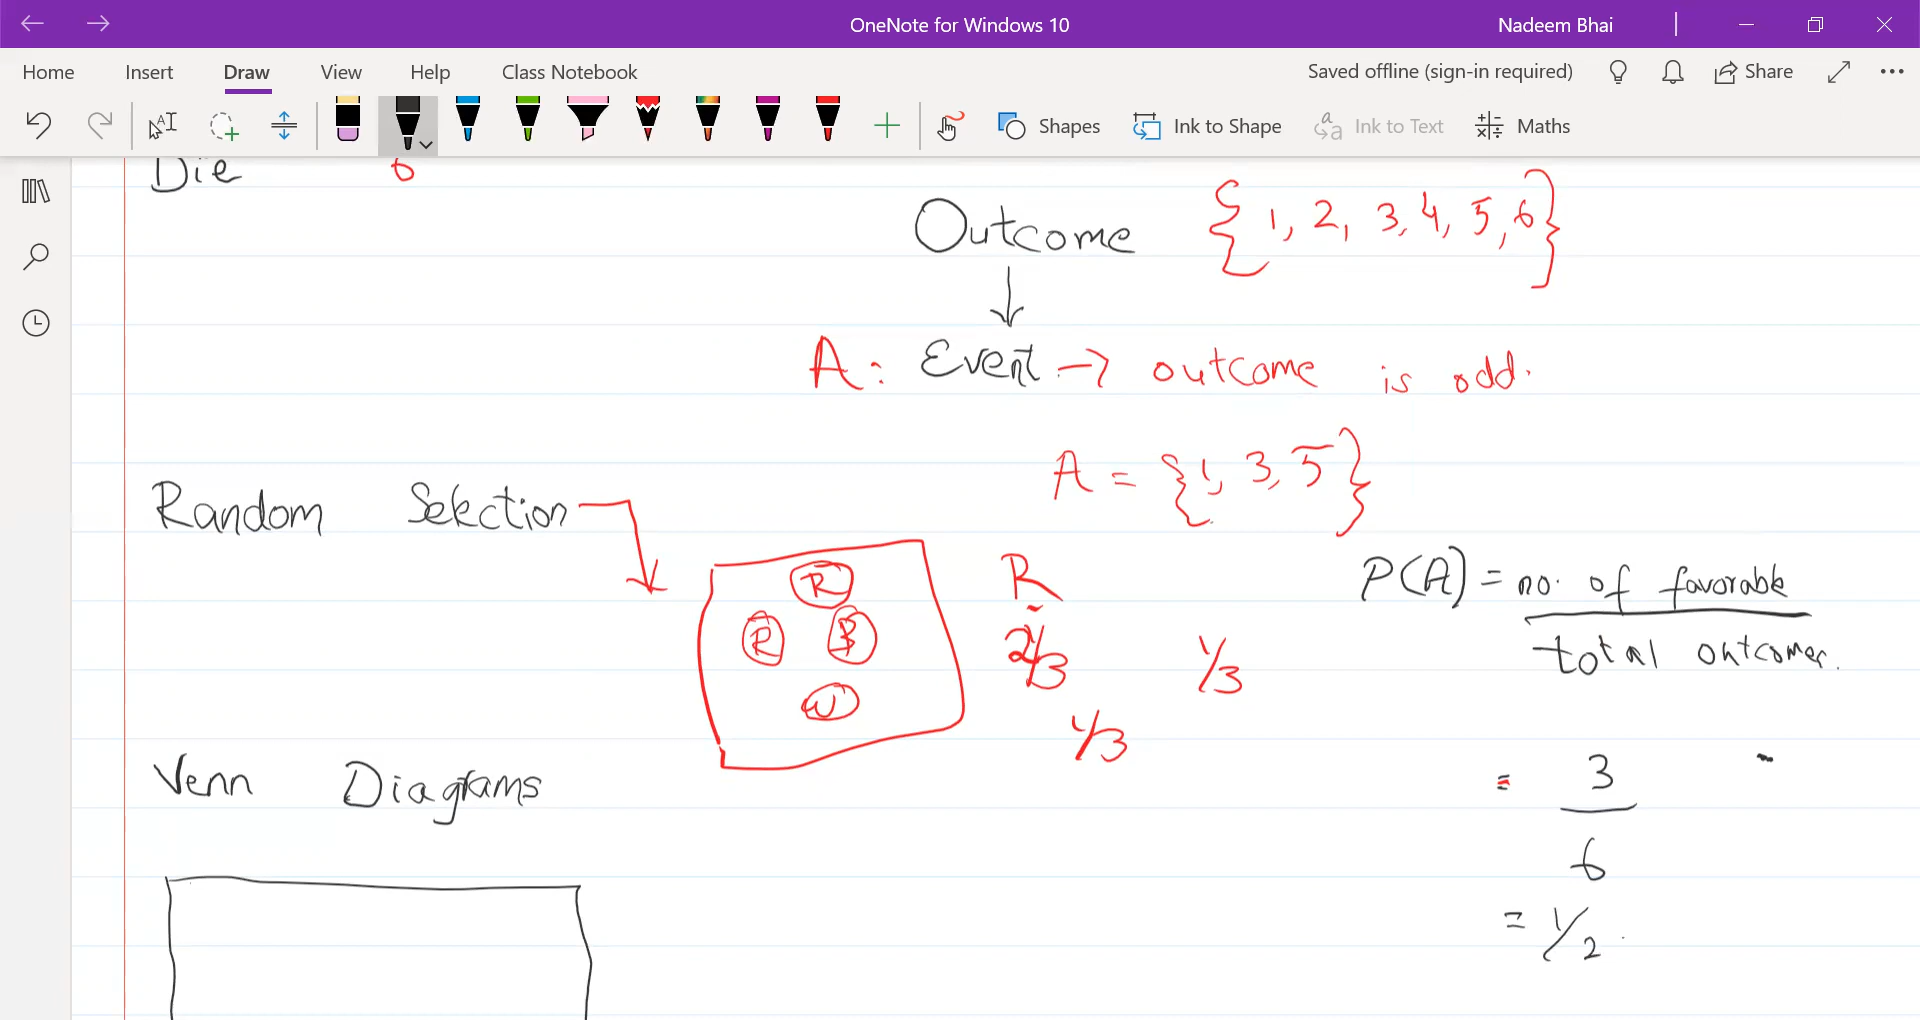 OneNote for Windows 10
Nadeem Bhai
Home Insert Draw View Help Class Notebook
Saved offline (sign-in required) Share
Shapes Ink to Shape Ink to Text Maths
Die 6
Outcome { 1, 2, 3, 4, 5, 6 }
A: Event → outcome is odd.
A = { 1, 3, 5 }
Random Selection
R
R
R B
W
2/3
1/3
1/3
P(A) = no. of favorable
total outcomes.
= 3
6
= 1/2.
Venn Diagrams